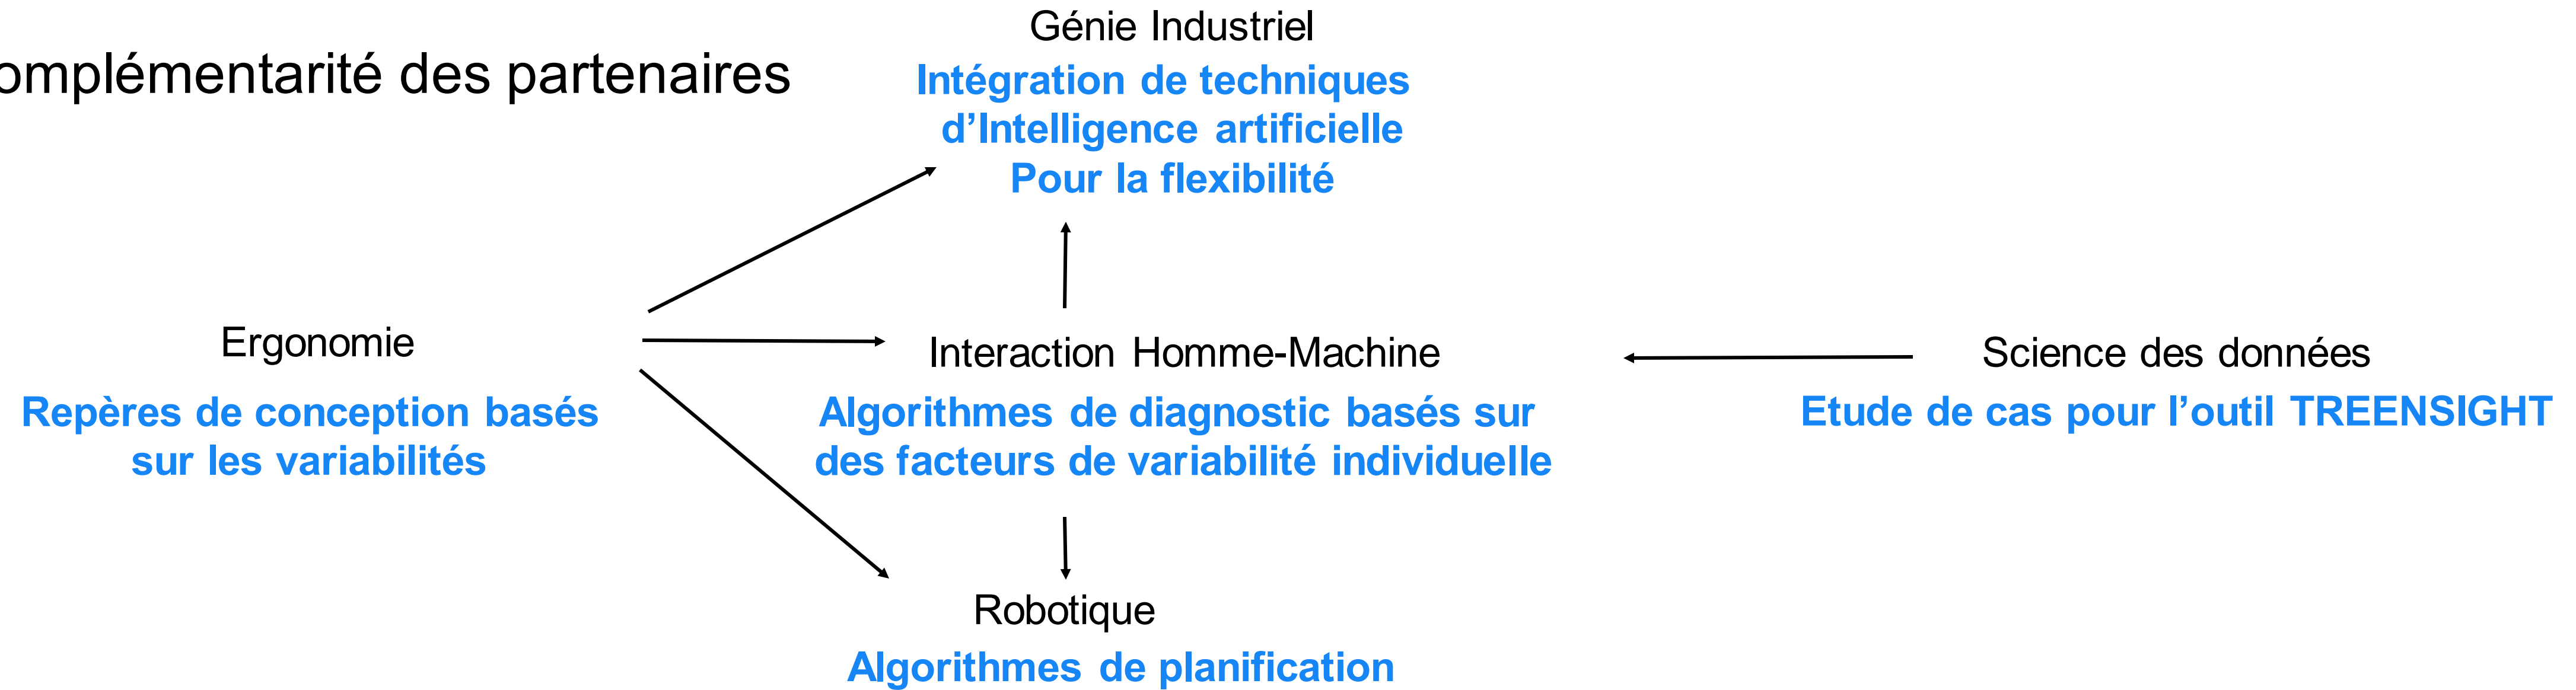 omplémentarité des partenaires
Génie Industriel
Intégration de techniques
d’Intelligence artificielle
Pour la flexibilité
Ergonomie
Repères de conception basés
sur les variabilités
Interaction Homme-Machine
Algorithmes de diagnostic basés sur
des facteurs de variabilité individuelle
Science des données
Etude de cas pour l’outil TREENSIGHT
Robotique
Algorithmes de planification